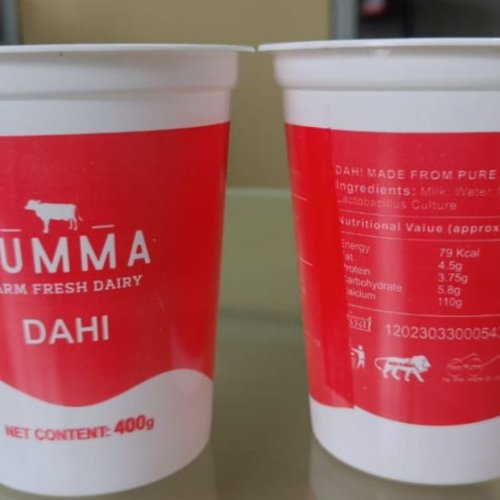 UMMA
ARM FRESH DAIRY
DAHI
NET CONTENT: 400g
DAHI MADE FROM PURE
Ingredients: Milk, Water
Lactobacillus Culture
Nutritional Value (approx
Energy 79 Kcal
Fat 4.5g
Protein 3.75g
Carbohydrate 5.8g
Calcium 110g
fssai 1202303300054